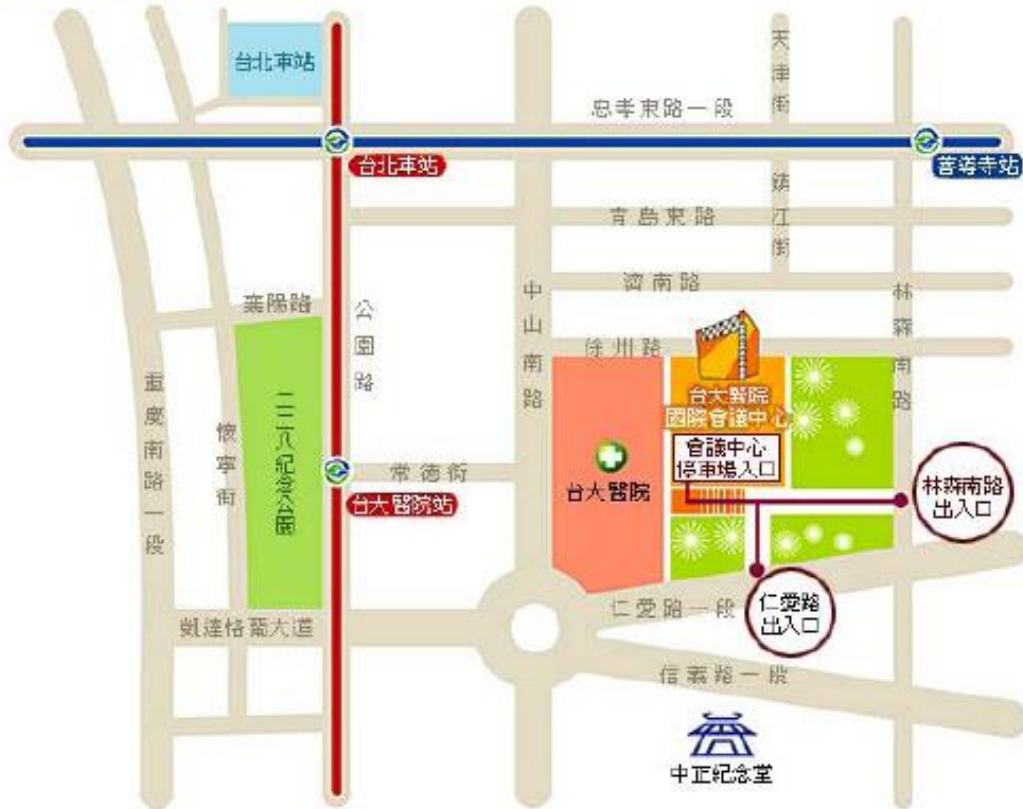 台北車站
天津街
忠孝東路一段
台北車站
善導寺站
鎮江街
青島東路
濟南路
襄陽路
公園路
中山南路
林森南路
徐州路
台大醫院
國際會議中心
會議中心
停車場入口
重慶南路一段
懷寧街
二二八紀念公園
常德街
台大醫院站
台大醫院
林森南路
出入口
仁愛路一段
仁愛路
出入口
凱達格蘭大道
信義路一段
中正紀念堂